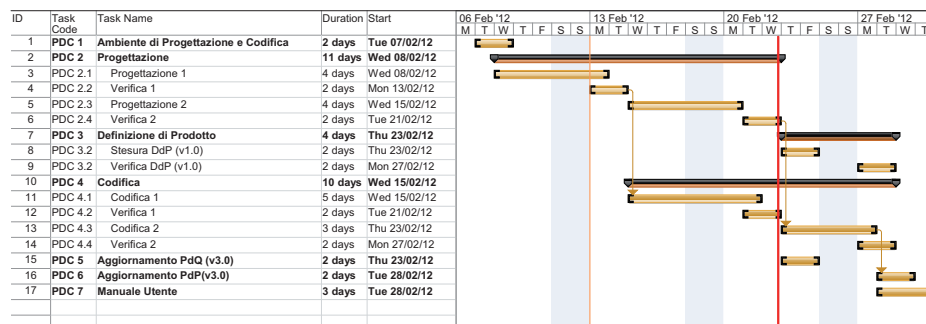 ID Task Code Task Name Duration Start 06 Feb '12 13 Feb '12 20 Feb '12 27 Feb '12
M T W T F S S M T W T F S S M T W T F S S M T W T
1 PDC 1 Ambiente di Progettazione e Codifica 2 days Tue 07/02/12
2 PDC 2 Progettazione 11 days Wed 08/02/12
3 PDC 2.1 Progettazione 1 4 days Wed 08/02/12
4 PDC 2.2 Verifica 1 2 days Mon 13/02/12
5 PDC 2.3 Progettazione 2 4 days Wed 15/02/12
6 PDC 2.4 Verifica 2 2 days Tue 21/02/12
7 PDC 3 Definizione di Prodotto 4 days Thu 23/02/12
8 PDC 3.2 Stesura DdP (v1.0) 2 days Thu 23/02/12
9 PDC 3.2 Verifica DdP (v1.0) 2 days Mon 27/02/12
10 PDC 4 Codifica 10 days Wed 15/02/12
11 PDC 4.1 Codifica 1 5 days Wed 15/02/12
12 PDC 4.2 Verifica 1 2 days Tue 21/02/12
13 PDC 4.3 Codifica 2 3 days Thu 23/02/12
14 PDC 4.4 Verifica 2 2 days Mon 27/02/12
15 PDC 5 Aggiornamento PdQ (v3.0) 2 days Thu 23/02/12
16 PDC 6 Aggiornamento PdP(v3.0) 2 days Tue 28/02/12
17 PDC 7 Manuale Utente 3 days Tue 28/02/12